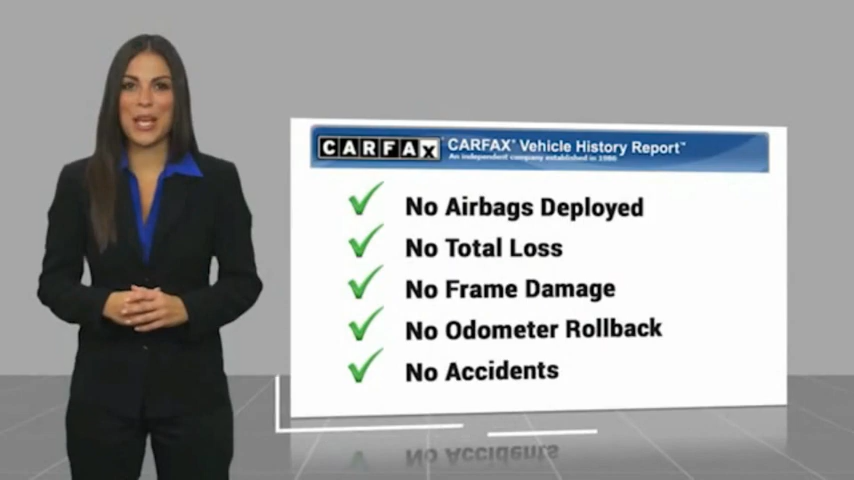 CARFAX CARFAX® Vehicle History Report™
An independent company established in 1986
No Airbags Deployed
No Total Loss
No Frame Damage
No Odometer Rollback
No Accidents